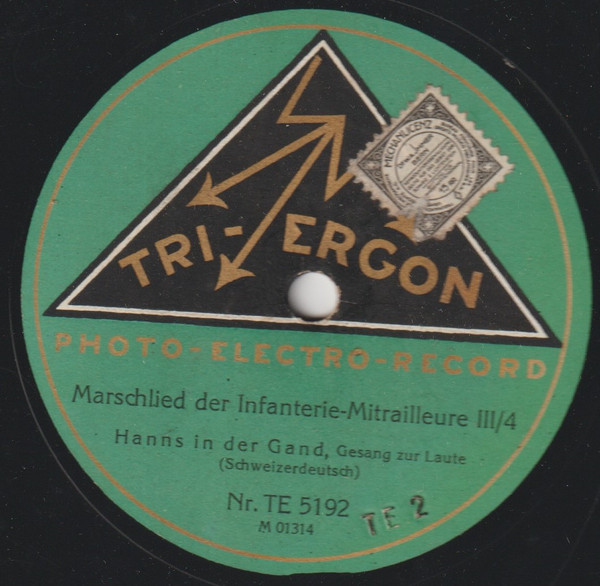 MECHANLICENZ
TRI-ERGON
PHOTO-ELECTRO-RECORD
Marschlied der Infanterie-Mitrailleure III/4
Hanns in der Gand, Gesang zur Laute
(Schweizerdeutsch)
Nr. TE 5192
TE 2
M 01314